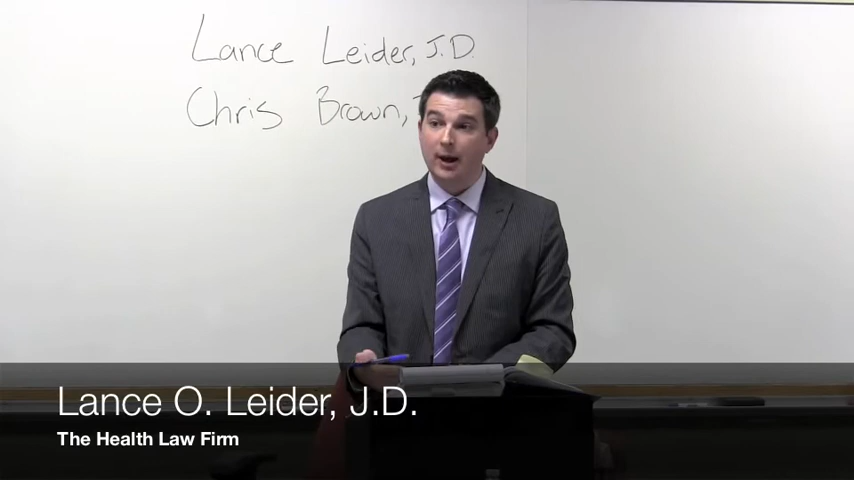 Lance Leider, J.D.
Chris Brown,
Lance O. Leider, J.D.
The Health Law Firm